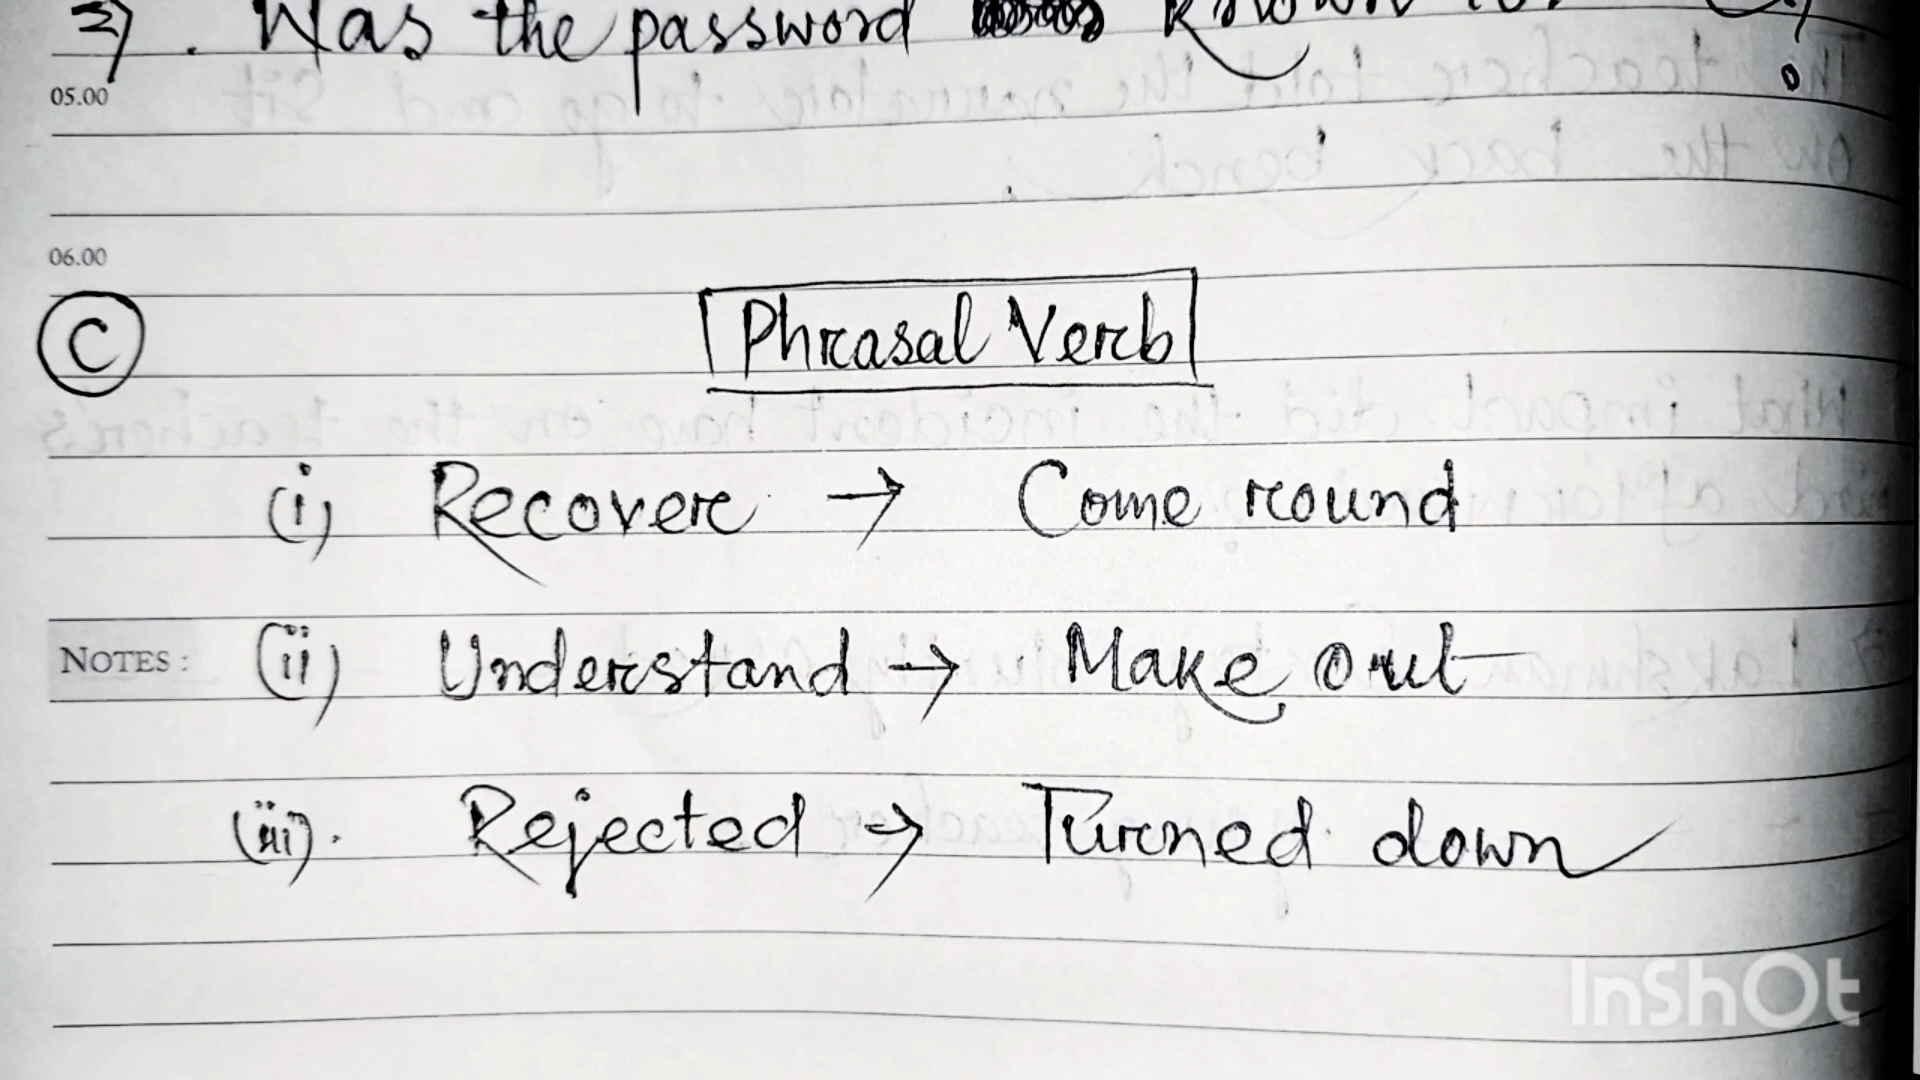 2). Was the password known to
05.00
06.00
C
Phrasal Verb
(i) Recover → Come round
NOTES : (ii) Understand → Make out
(iii). Rejected → Turned down
InShOt